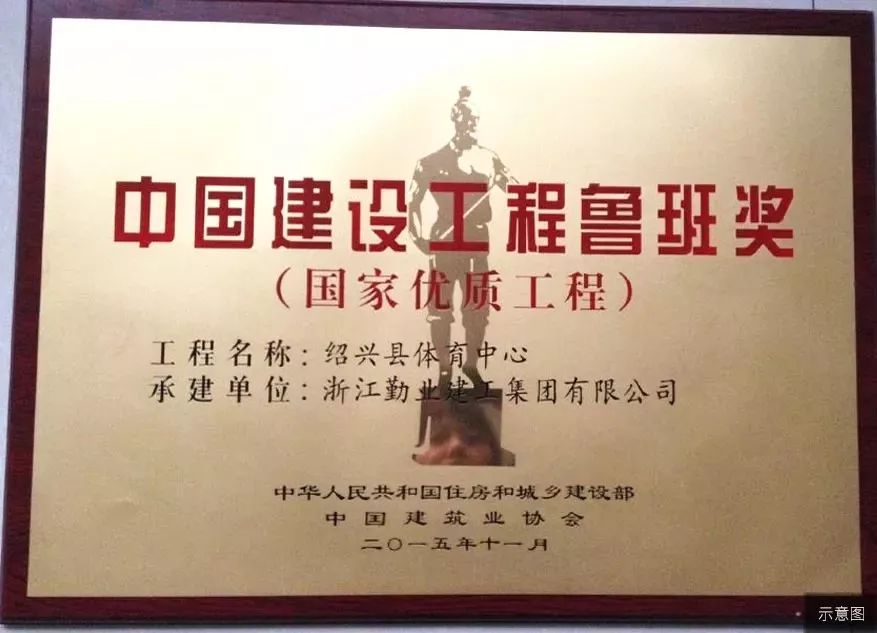 中国建设工程鲁班奖
（国家优质工程）
工程名称：绍兴县体育中心
承建单位：浙江勤业建工集团有限公司
中华人民共和国住房和城乡建设部
中国建筑业协会
二〇一五年十一月
示意图